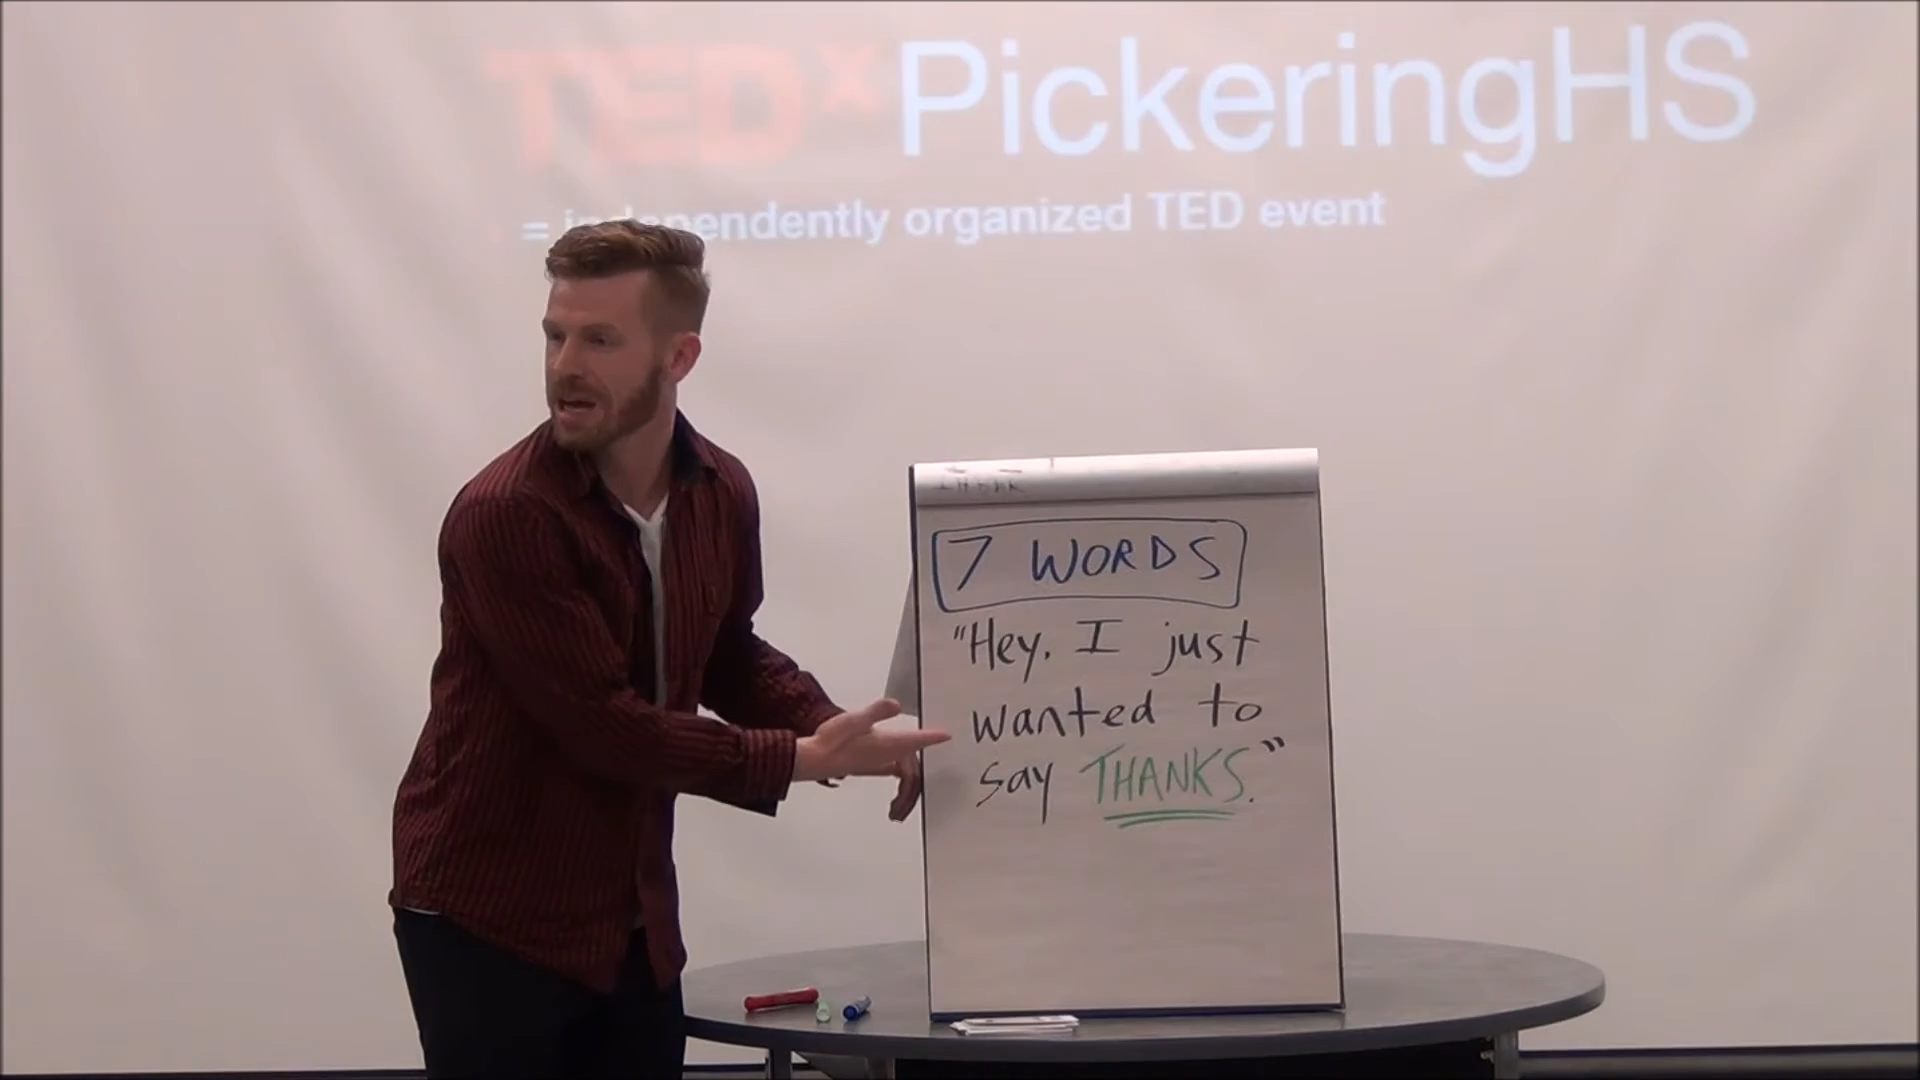 TEDx PickeringHS
= independently organized TED event
7 WORDS
"Hey, I just
wanted to
say THANKS."